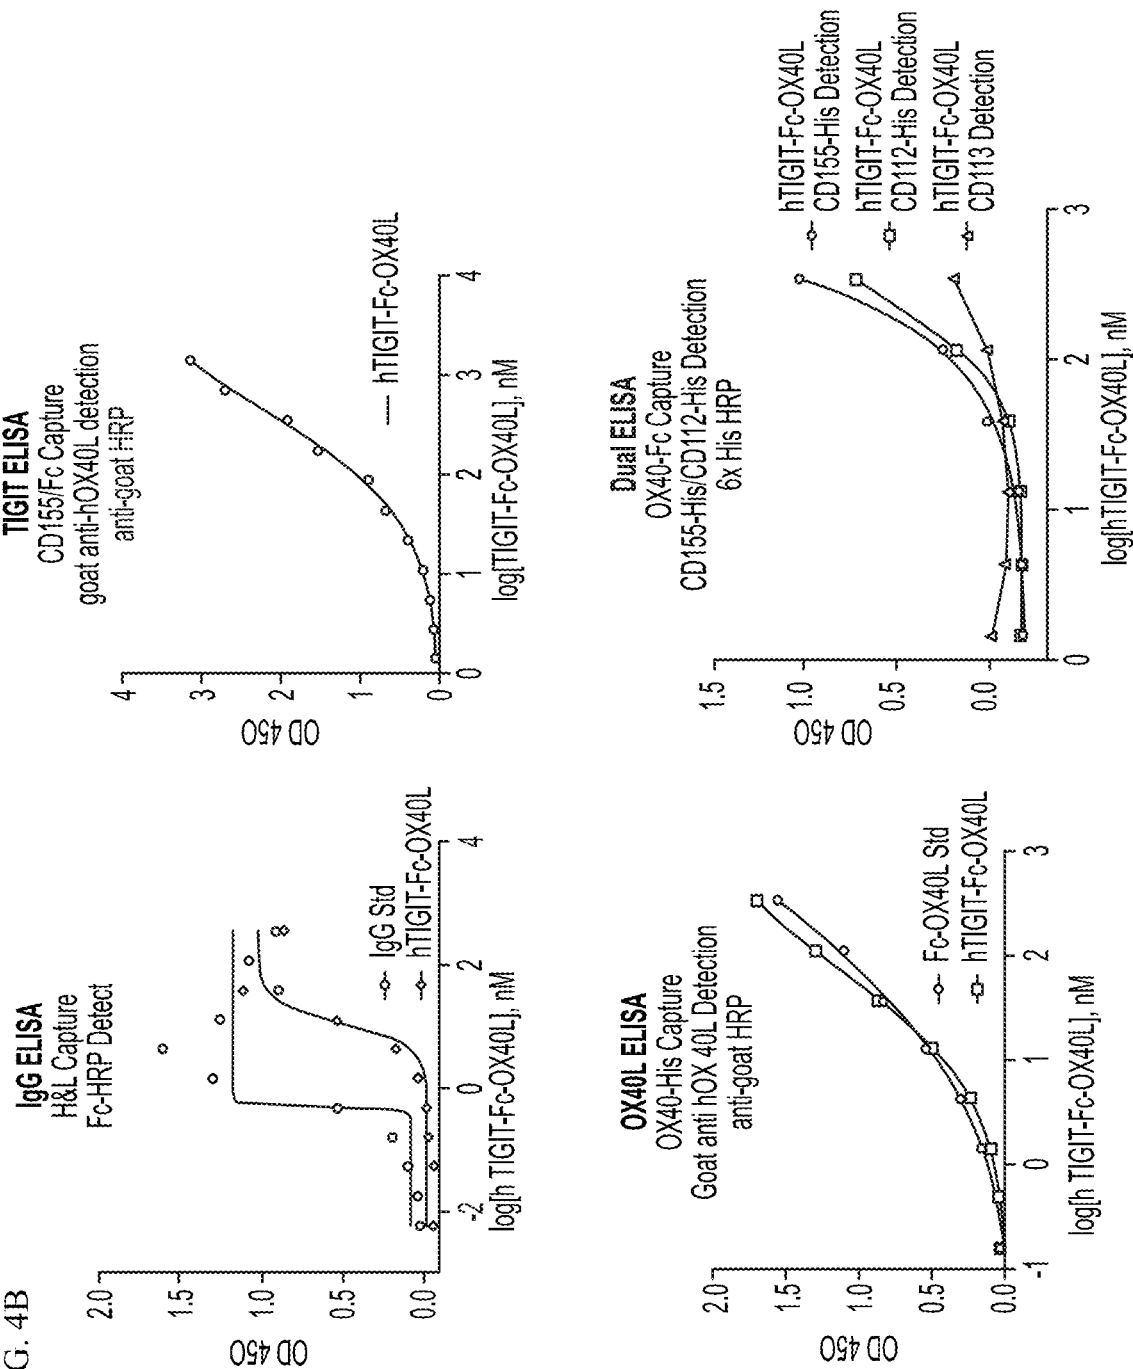 G. 4B
IgG ELISA
H&L Capture
Fc-HRP Detect
OD 450
2.0
1.5
1.0
0.5
0.0
-2
0
2
4
log[h TIGIT-Fc-OX40L], nM
IgG Std
hTIGIT-Fc-OX40L
TIGIT ELISA
CD155/Fc Capture
goat anti-hOX40L detection
anti-goat HRP
OD 450
4
3
2
1
0
0
1
2
3
4
log[TIGIT-Fc-OX40L], nM
hTIGIT-Fc-OX40L
OX40L ELISA
OX40-His Capture
Goat anti hOX 40L Detection
anti-goat HRP
OD 450
2.0
1.5
1.0
0.5
0.0
-1
0
1
2
3
log[h TIGIT-Fc-OX40L], nM
Fc-OX40L Std
hTIGIT-Fc-OX40L
Dual ELISA
OX40-Fc Capture
CD155-His/CD112-His Detection
6x His HRP
OD 450
1.5
1.0
0.5
0.0
0
1
2
3
log[hTIGIT-Fc-OX40L], nM
hTIGIT-Fc-OX40L
CD155-His Detection
hTIGIT-Fc-OX40L
CD112-His Detection
hTIGIT-Fc-OX40L
CD113 Detection